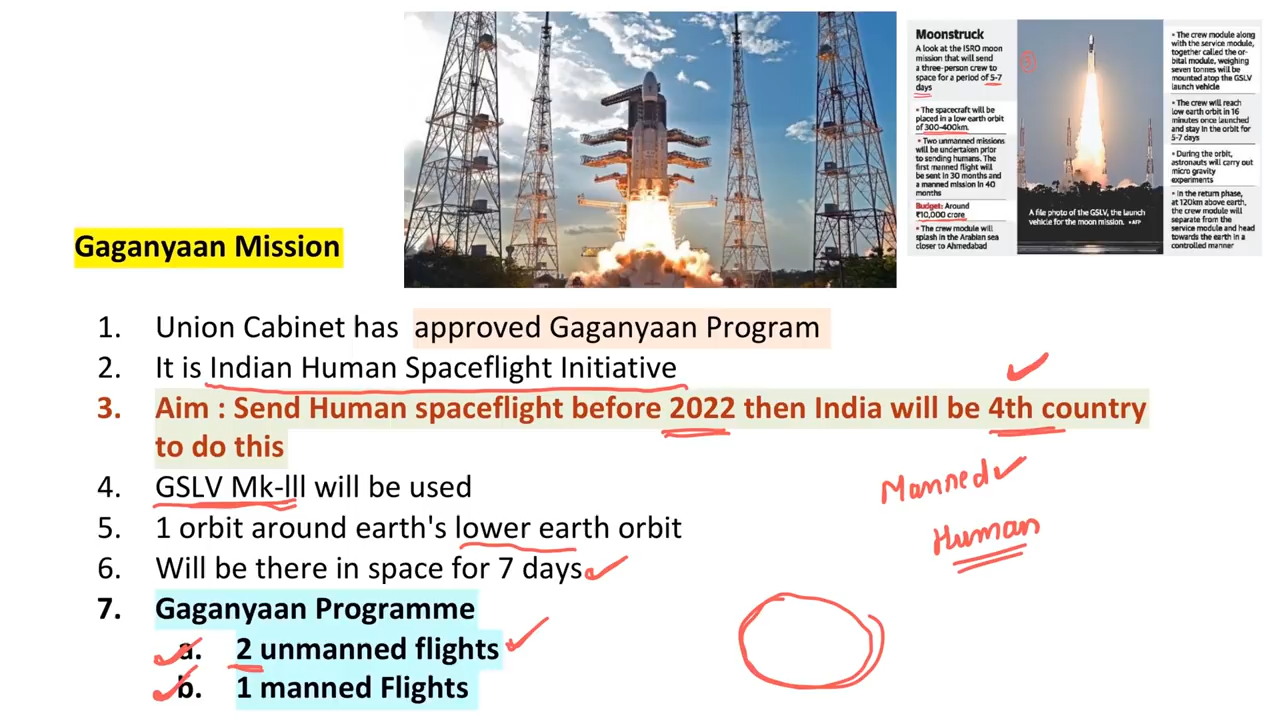 Moonstruck
A look at the ISRO moon
mission that will send
a three-person crew to
space for a period of 5-7
days
• The spacecraft will be
placed in a low earth orbit
of 300-400km.
• Two unmanned missions
will be undertaken prior
to sending humans. The
first manned flight will
be sent in 30 months and
a manned mission in 40
months
Budget: Around
₹10,000 crore
• The crew module will
splash in the Arabian sea
closer to Ahmedabad
A file photo of the GSLV, the launch
vehicle for the moon mission. •AFP
• The crew module along
with the service module,
together called the or-
bital module, weighing
seven tonnes will be
mounted atop the GSLV
launch vehicle
• The crew will reach
low earth orbit in 16
minutes once launched
and stay in the orbit for
5-7 days
• During the orbit,
astronauts will carry out
micro gravity
experiments
• In the return phase,
at 120km above earth,
the crew module will
separate from the
service module and head
towards the earth in a
controlled manner
Gaganyaan Mission
1. Union Cabinet has approved Gaganyaan Program
2. It is Indian Human Spaceflight Initiative
3. Aim : Send Human spaceflight before 2022 then India will be 4th country
to do this
4. GSLV Mk-lll will be used
5. 1 orbit around earth's lower earth orbit
6. Will be there in space for 7 days
7. Gaganyaan Programme
a. 2 unmanned flights
b. 1 manned Flights
Manned
Human